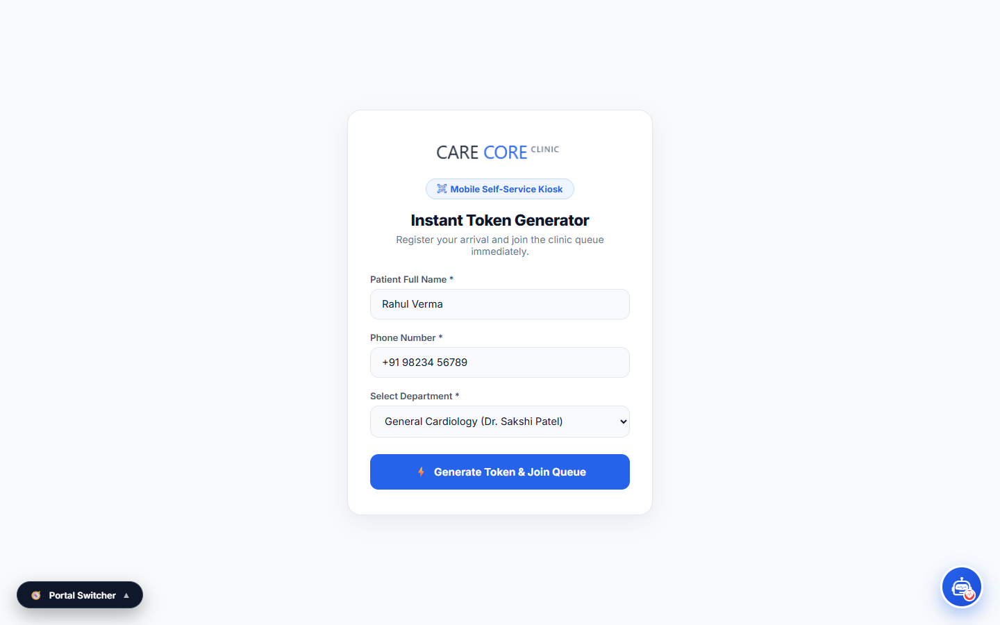 CARE CORE CLINIC
Mobile Self-Service Kiosk
Instant Token Generator
Register your arrival and join the clinic queue
immediately.
Patient Full Name *
Rahul Verma
Phone Number *
+91 98234 56789
Select Department *
General Cardiology (Dr. Sakshi Patel)
Generate Token & Join Queue
Portal Switcher ▲